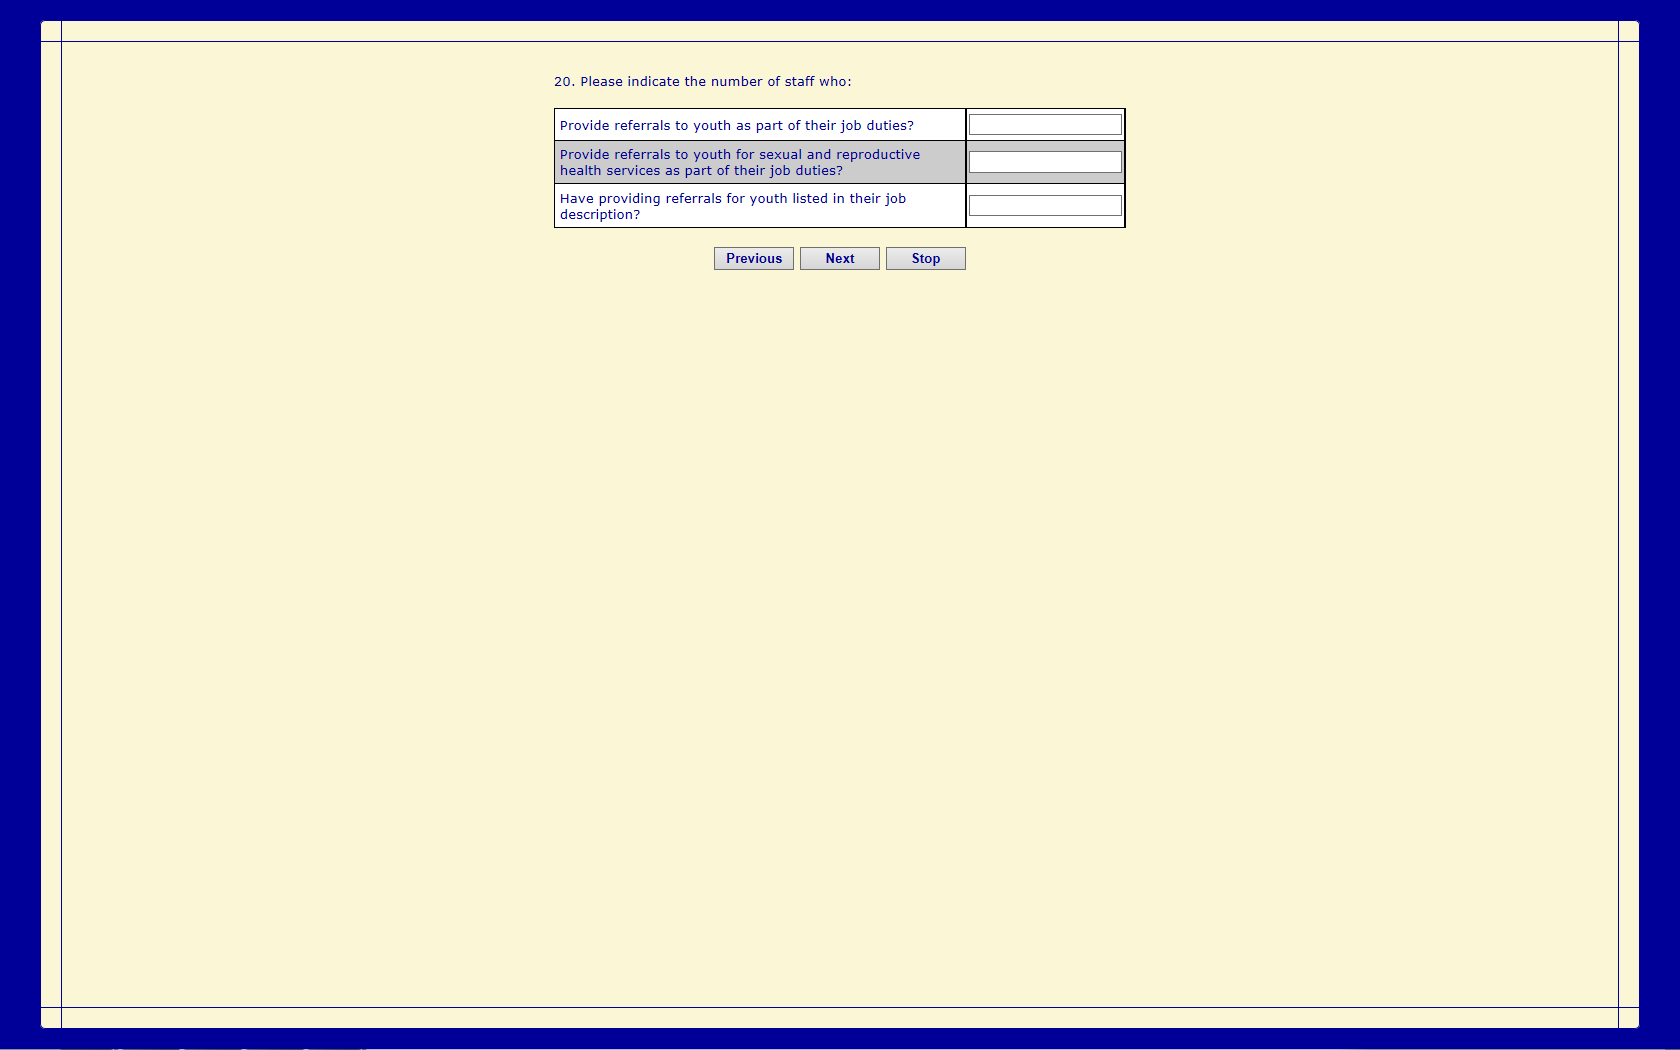 20. Please indicate the number of staff who:
Provide referrals to youth as part of their job duties?
Provide referrals to youth for sexual and reproductive
health services as part of their job duties?
Have providing referrals for youth listed in their job
description?
Previous Next Stop